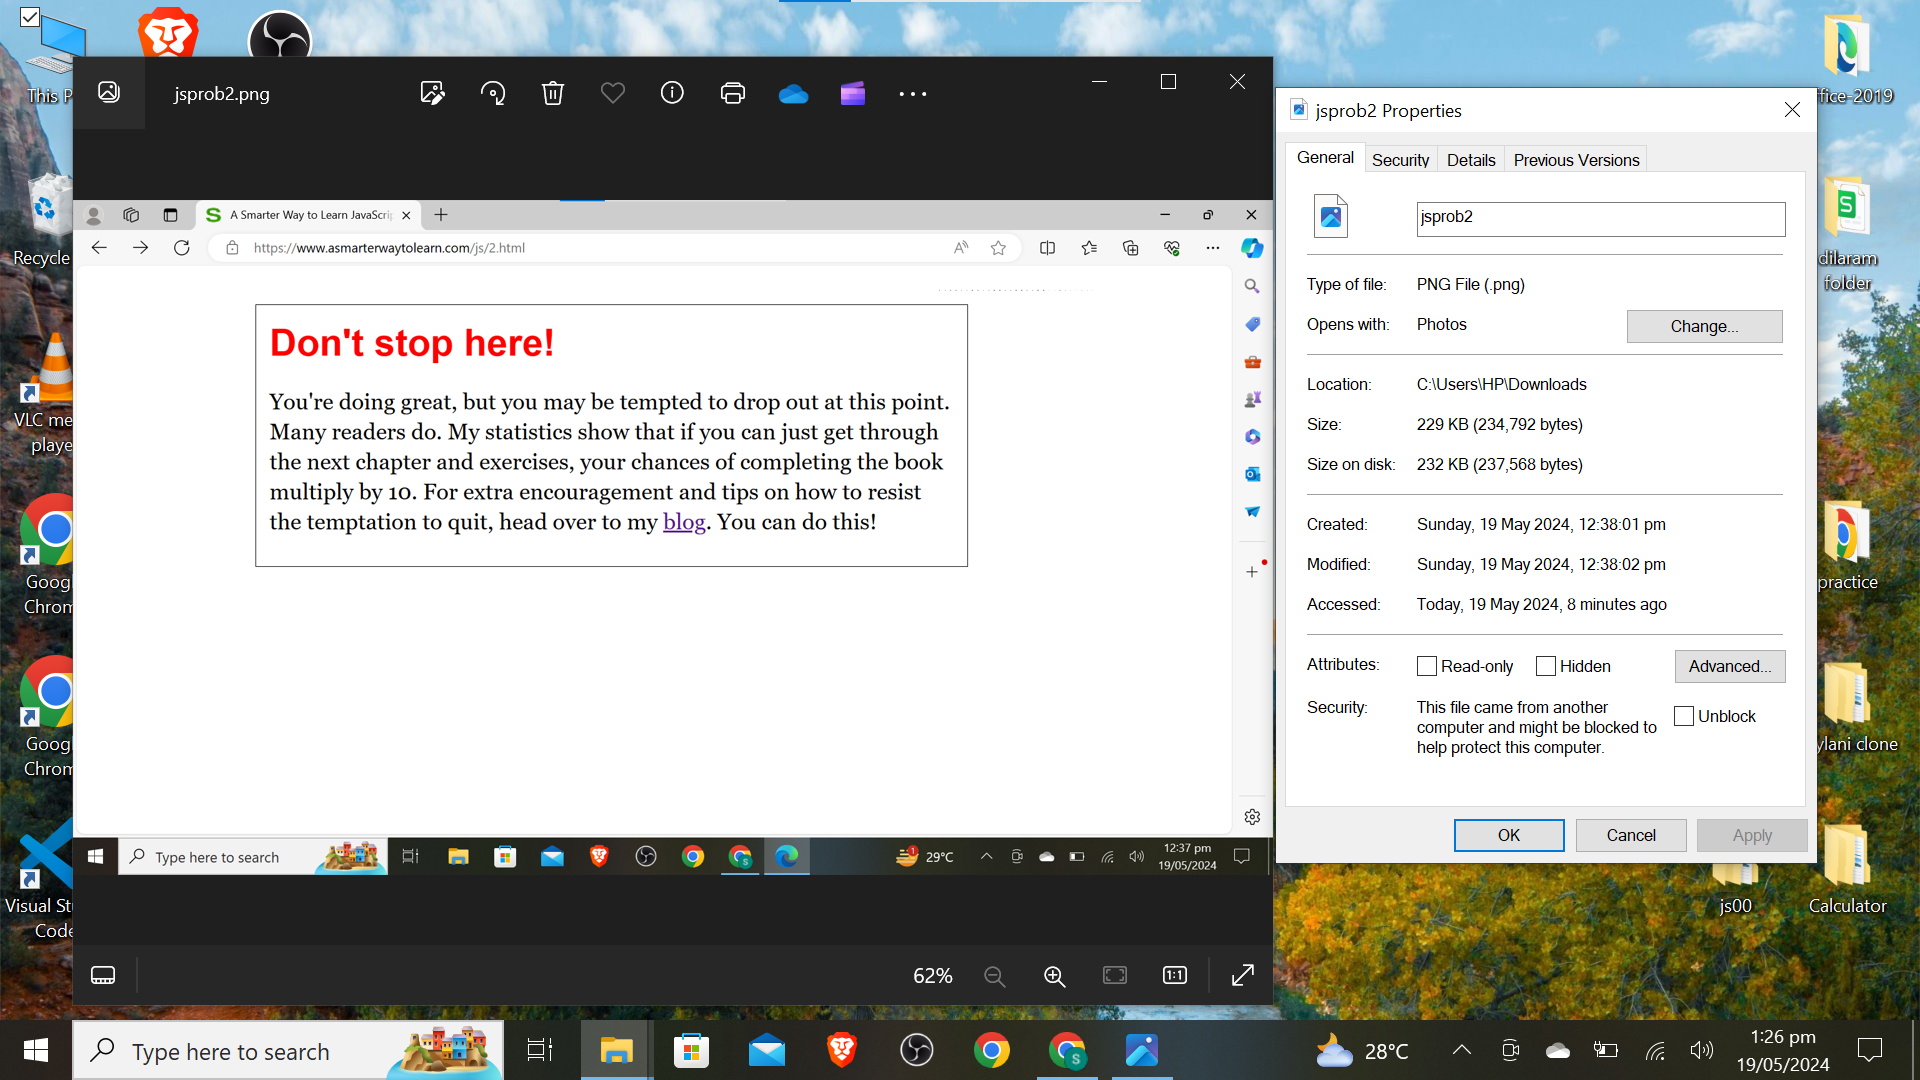 This P
Recycle
VLC me
playe
Goog
Chrom
Goog
Chrom
Visual St
Code
jsprob2.png
A Smarter Way to Learn JavaScri
https://www.asmarterwaytolearn.com/js/2.html
Don't stop here!
You're doing great, but you may be tempted to drop out at this point.
Many readers do. My statistics show that if you can just get through
the next chapter and exercises, your chances of completing the book
multiply by 10. For extra encouragement and tips on how to resist
the temptation to quit, head over to my blog. You can do this!
Type here to search
1
29°C
12:37 pm
19/05/2024
62%
1:1
jsprob2 Properties
General
Security
Details
Previous Versions
jsprob2
Type of file: PNG File (.png)
Opens with: Photos
Change...
Location: C:\Users\HP\Downloads
Size: 229 KB (234,792 bytes)
Size on disk: 232 KB (237,568 bytes)
Created: Sunday, 19 May 2024, 12:38:01 pm
Modified: Sunday, 19 May 2024, 12:38:02 pm
Accessed: Today, 19 May 2024, 8 minutes ago
Attributes: Read-only Hidden Advanced...
Security: This file came from another
computer and might be blocked to
help protect this computer.
Unblock
OK
Cancel
Apply
ffice-2019
dilaram
folder
practice
ylani clone
js00
Calculator
Type here to search
28°C
1:26 pm
19/05/2024